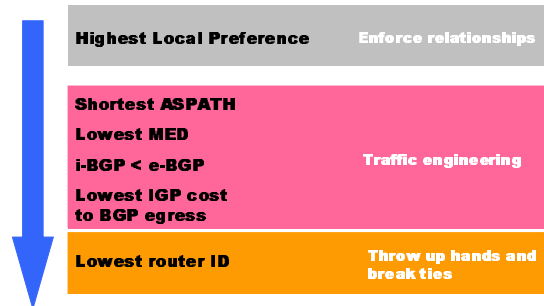 Highest Local Preference
Enforce relationships
Shortest ASPATH
Lowest MED
i-BGP < e-BGP
Traffic engineering
Lowest IGP cost
to BGP egress
Lowest router ID
Throw up hands and
break ties